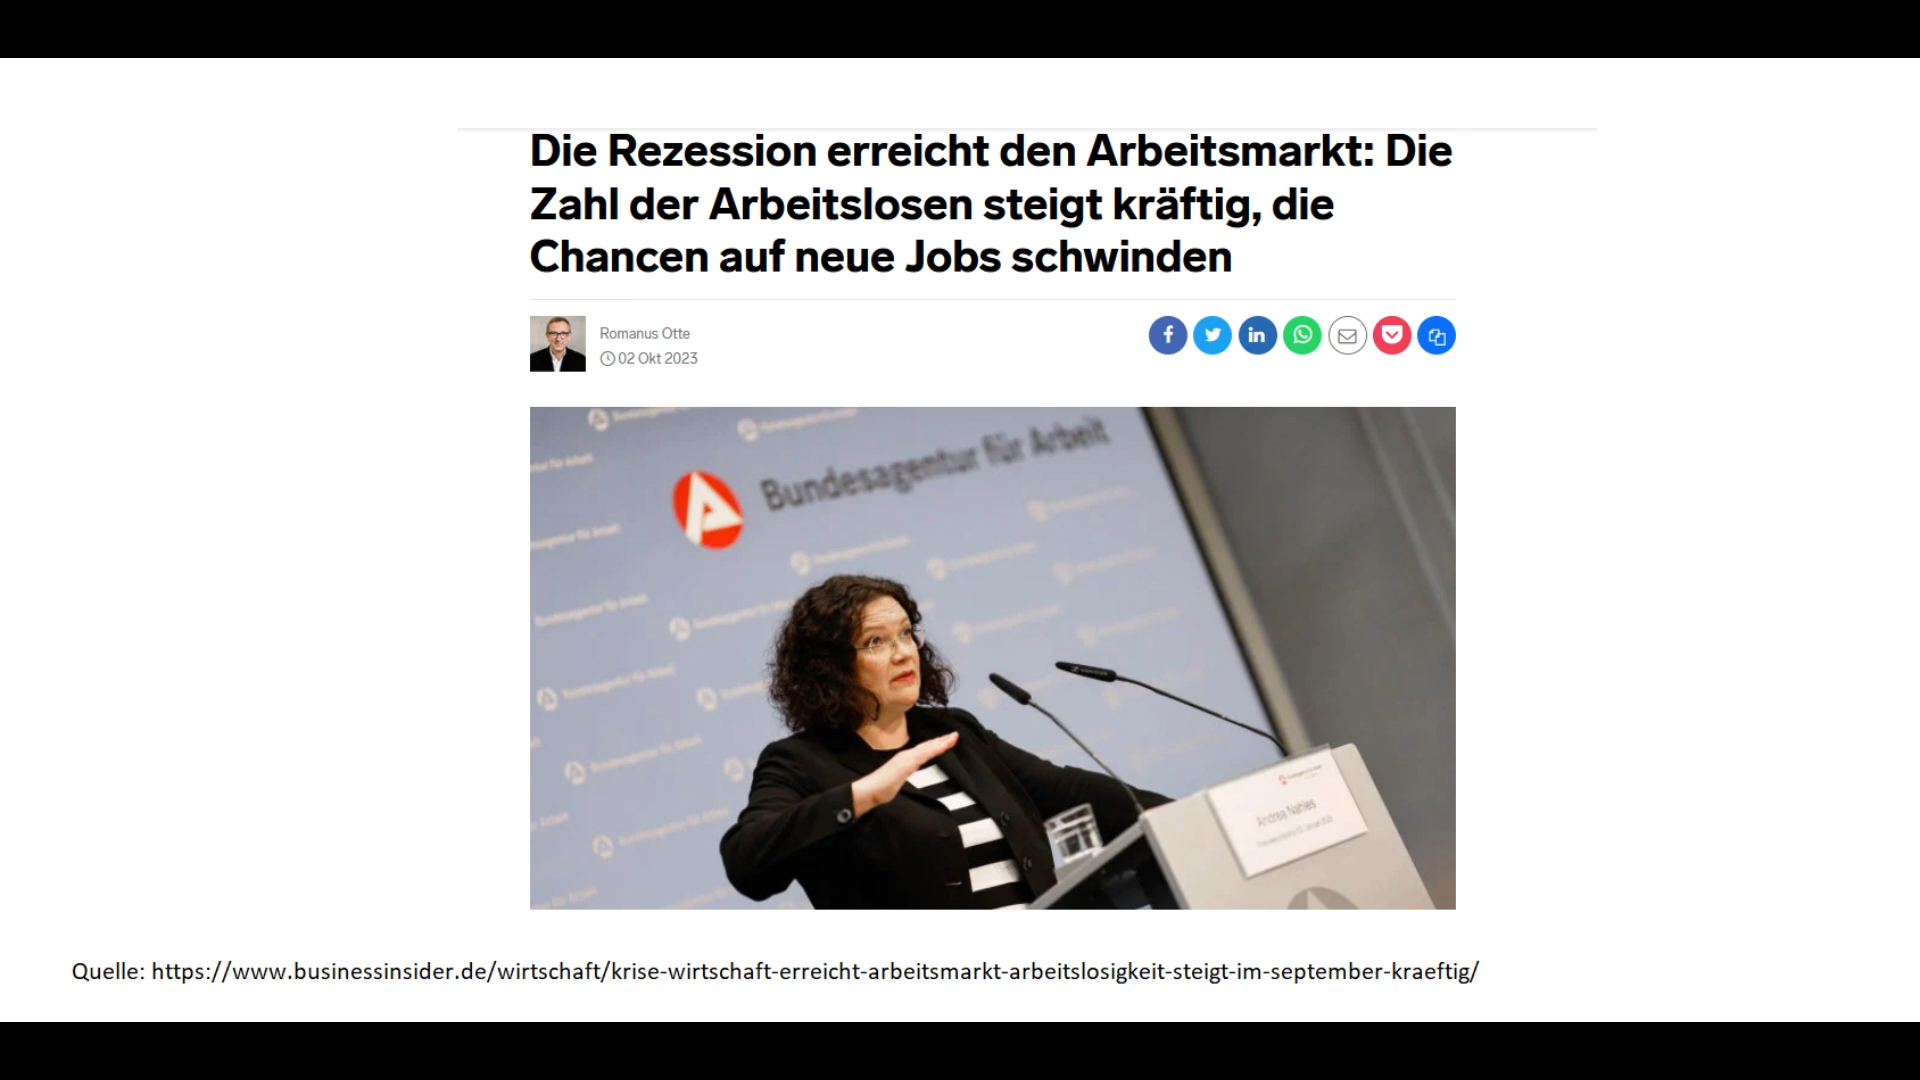 Die Rezession erreicht den Arbeitsmarkt: Die
Zahl der Arbeitslosen steigt kräftig, die
Chancen auf neue Jobs schwinden
Romanus Otte
02 Okt 2023
Bundesagentur für Arbeit
Andrea Nahles
Quelle: https://www.businessinsider.de/wirtschaft/krise-wirtschaft-erreicht-arbeitsmarkt-arbeitslosigkeit-steigt-im-september-kraeftig/